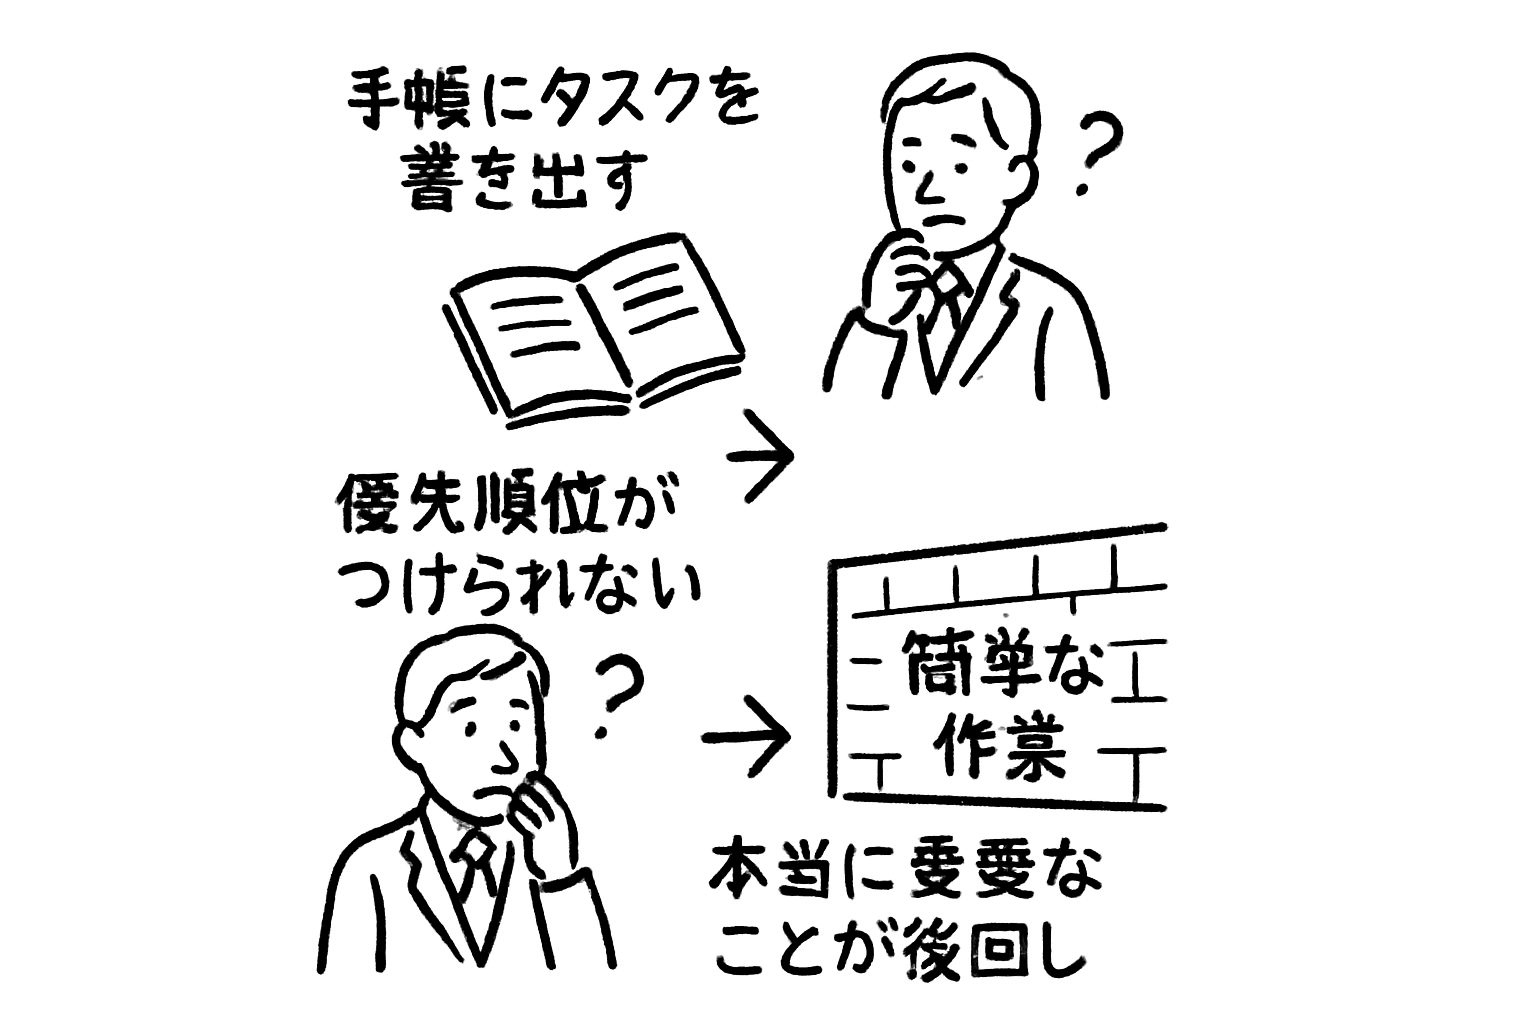 手帳にタスクを
書き出す
?
優先順位が
つけられない
?
簡単な
作業
本当に重要な
ことが後回し